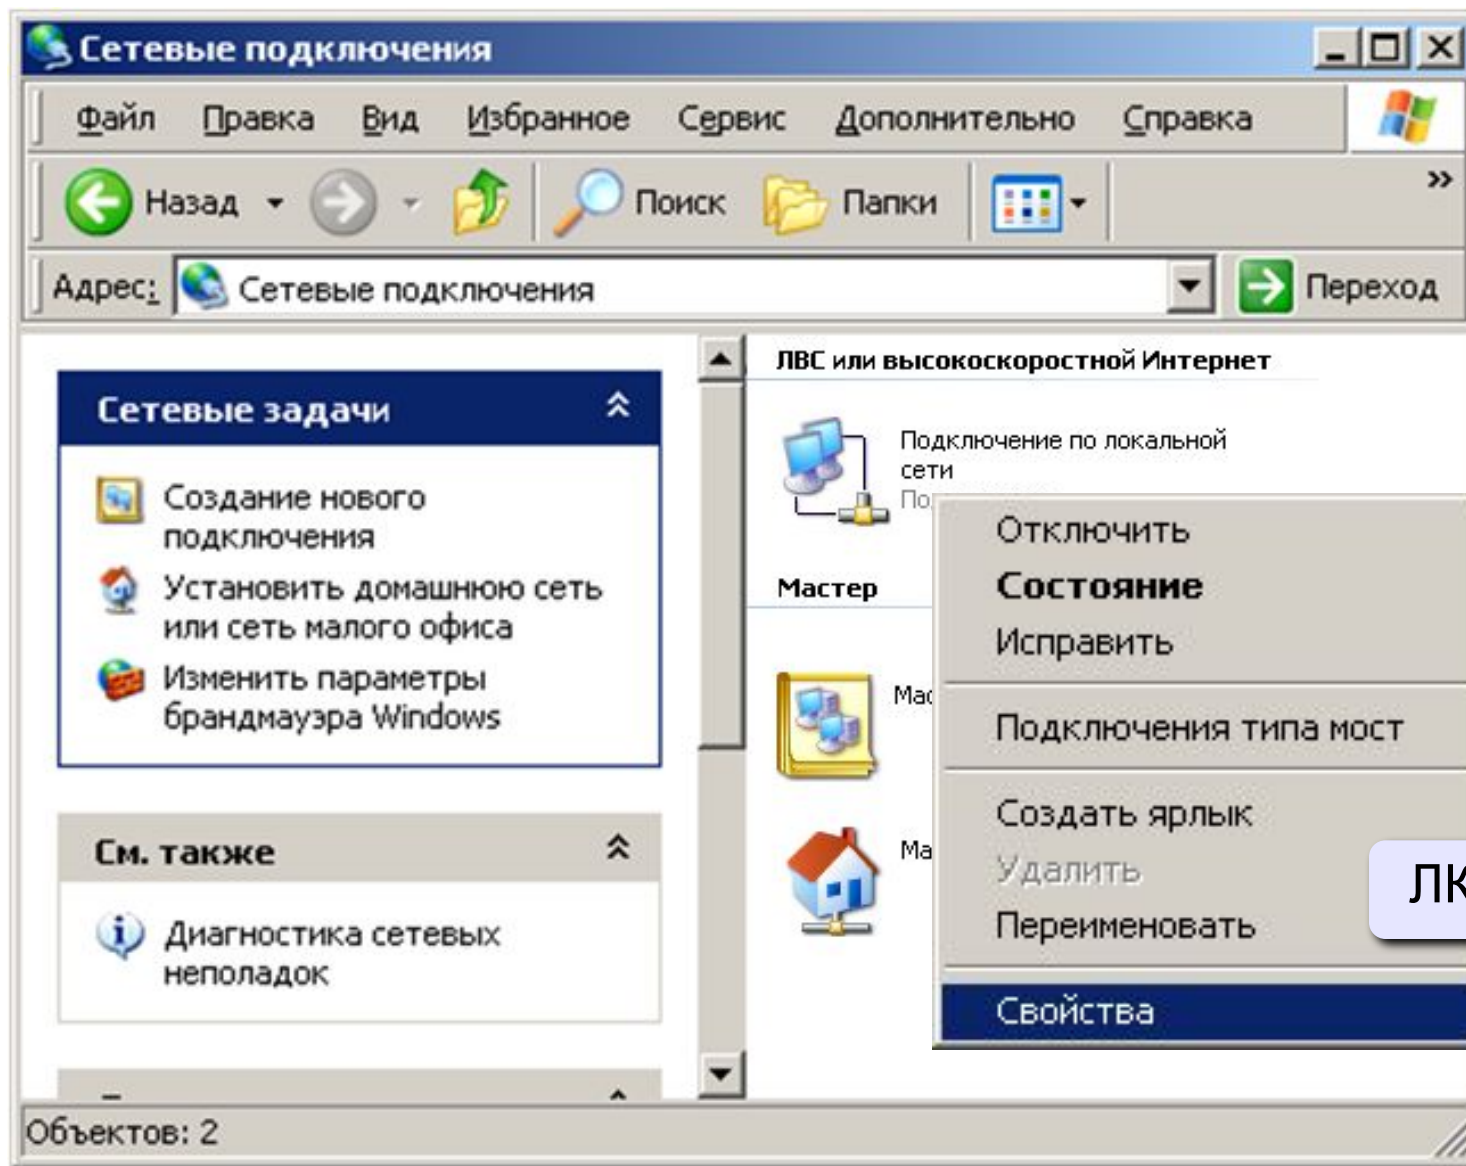 Сетевые подключения
Файл Правка Вид Избранное Сервис Дополнительно Справка
Назад Поиск Папки »
Адрес: Сетевые подключения Переход
Сетевые задачи
Создание нового
подключения
Установить домашнюю сеть
или сеть малого офиса
Изменить параметры
брандмауэра Windows
См. также
Диагностика сетевых
неполадок
ЛВС или высокоскоростной Интернет
Подключение по локальной
сети
Мастер
Отключить
Состояние
Исправить
Подключения типа мост
Создать ярлык
Удалить
Переименовать
Свойства
Объектов: 2